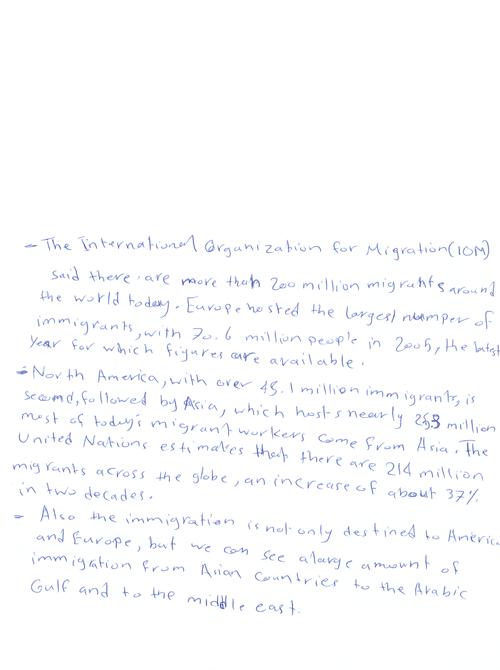 - The International Organization for Migration (IOM)
said there are more than 200 million migrants around
the world today. Europe hosted the largest numper of
immigrants, with 70.6 million people in 2005, the latest
year for which figures are available.
- North America, with over 45.1 million immigrants, is
second, followed by Asia, which hosts nearly 25.3 million
most of today's migrant workers come from Asia. The
United Nations estimates that there are 214 million
migrants across the globe, an increase of about 37%
in two decades.
- Also the immigration is not only destined to America
and Europe, but we can see a large amount of
immigation from Asian countries to the Arabic
Gulf and to the middle east.